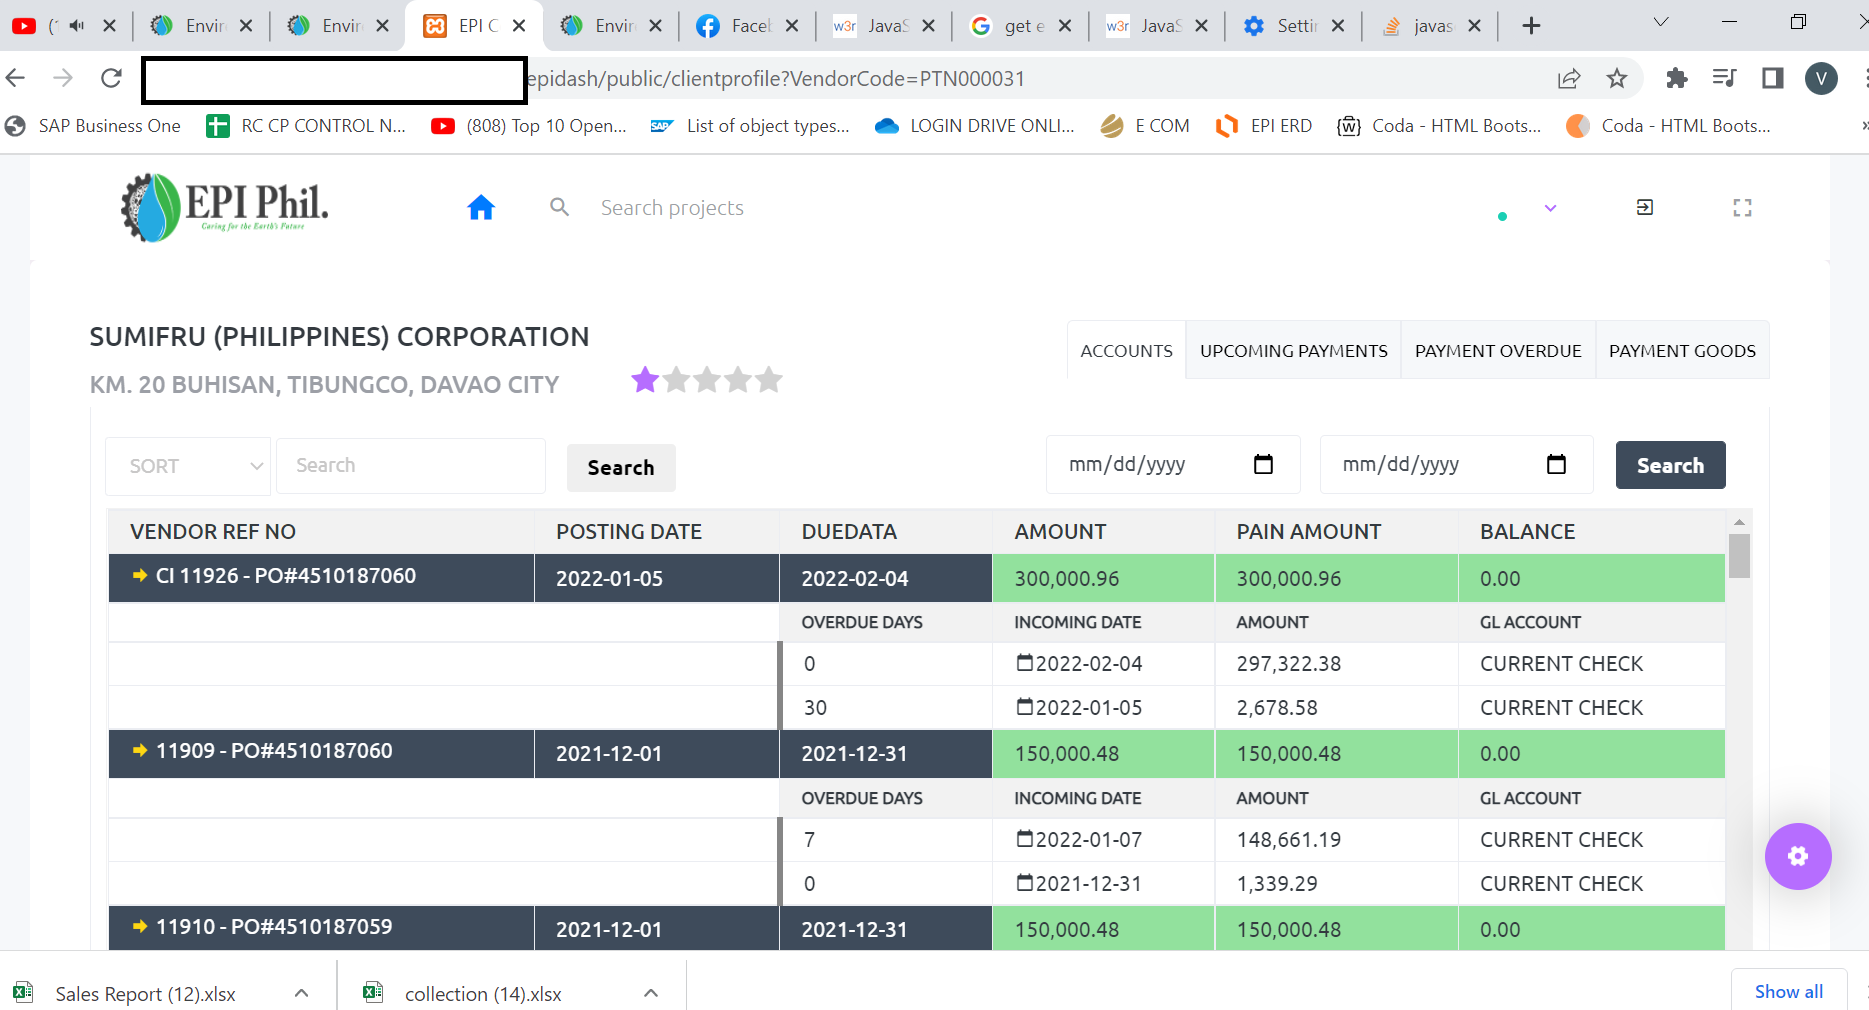 (1
Envir
Envir
EPI C
Envir
Faceb
w3r JavaS
get e
w3r JavaS
Settin
javas
epidash/public/clientprofile?VendorCode=PTN000031
V
SAP Business One
RC CP CONTROL N...
(808) Top 10 Open...
SAP List of object types...
LOGIN DRIVE ONLI...
E COM
EPI ERD
W Coda - HTML Boots...
Coda - HTML Boots...
»
EPI Phil.
Caring for the Earth's Future
Search projects
SUMIFRU (PHILIPPINES) CORPORATION
KM. 20 BUHISAN, TIBUNGCO, DAVAO CITY
ACCOUNTS UPCOMING PAYMENTS PAYMENT OVERDUE PAYMENT GOODS
SORT Search Search mm/dd/yyyy mm/dd/yyyy Search
VENDOR REF NO POSTING DATE DUEDATA AMOUNT PAIN AMOUNT BALANCE
CI 11926 - PO#4510187060 2022-01-05 2022-02-04 300,000.96 300,000.96 0.00
OVERDUE DAYS INCOMING DATE AMOUNT GL ACCOUNT
0 2022-02-04 297,322.38 CURRENT CHECK
30 2022-01-05 2,678.58 CURRENT CHECK
11909 - PO#4510187060 2021-12-01 2021-12-31 150,000.48 150,000.48 0.00
OVERDUE DAYS INCOMING DATE AMOUNT GL ACCOUNT
7 2022-01-07 148,661.19 CURRENT CHECK
0 2021-12-31 1,339.29 CURRENT CHECK
11910 - PO#4510187059 2021-12-01 2021-12-31 150,000.48 150,000.48 0.00
Sales Report (12).xlsx
collection (14).xlsx
Show all